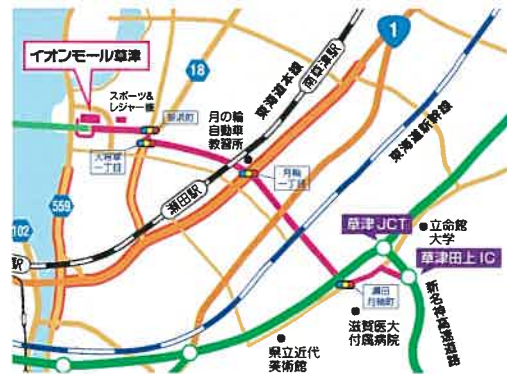 イオンモール草津
スポーツ&
レジャー棟
18
1
新浜町
大将軍
一丁目
月の輪
自動車
教習所
東海道本線
南草津駅
東海道新幹線
月輪
一丁目
瀬田駅
559
102
駅
草津JCT
立命館
大学
草津田上IC
瀬田
月輪町
新名神高速道路
滋賀医大
付属病院
県立近代
美術館